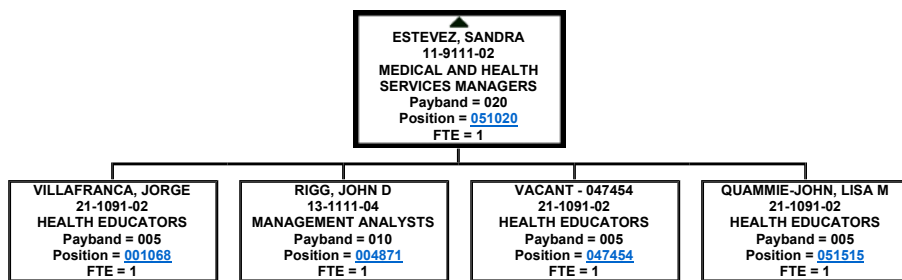 ESTEVEZ, SANDRA
11-9111-02
MEDICAL AND HEALTH
SERVICES MANAGERS
Payband = 020
Position = 051020
FTE = 1
VILLAFRANCA, JORGE
21-1091-02
HEALTH EDUCATORS
Payband = 005
Position = 001068
FTE = 1
RIGG, JOHN D
13-1111-04
MANAGEMENT ANALYSTS
Payband = 010
Position = 004871
FTE = 1
VACANT - 047454
21-1091-02
HEALTH EDUCATORS
Payband = 005
Position = 047454
FTE = 1
QUAMMIE-JOHN, LISA M
21-1091-02
HEALTH EDUCATORS
Payband = 005
Position = 051515
FTE = 1